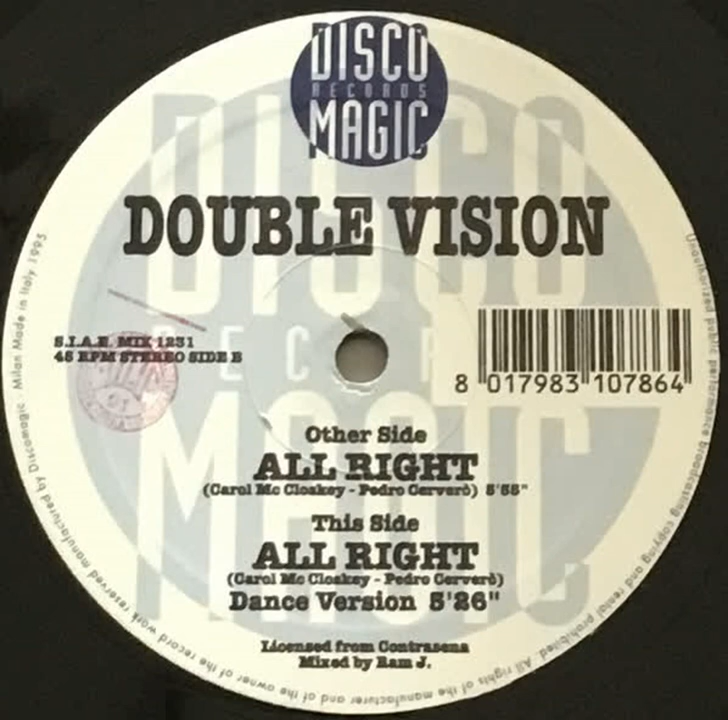 DISCO
RECORDS
MAGIC
DISCO
RECORDS
MAGIC
DOUBLE VISION
S.I.A.E. MIX 1231
45 RPM STEREO SIDE B
8 017983 107864
Other Side
ALL RIGHT
(Carol Mc Closkey - Pedro Cerverò) 5'55"
This Side
ALL RIGHT
(Carol Mc Closkey - Pedro Cerverò)
Dance Version 5'26"
Licensed from Contrasena
Mixed by Ram J.
Unauthorized public performance broadcasting copying and rental prohibited. All rights of the manufacturer and of the owner of the record work reserved manufactured by Discomagic - Milan Made in Italy 1995